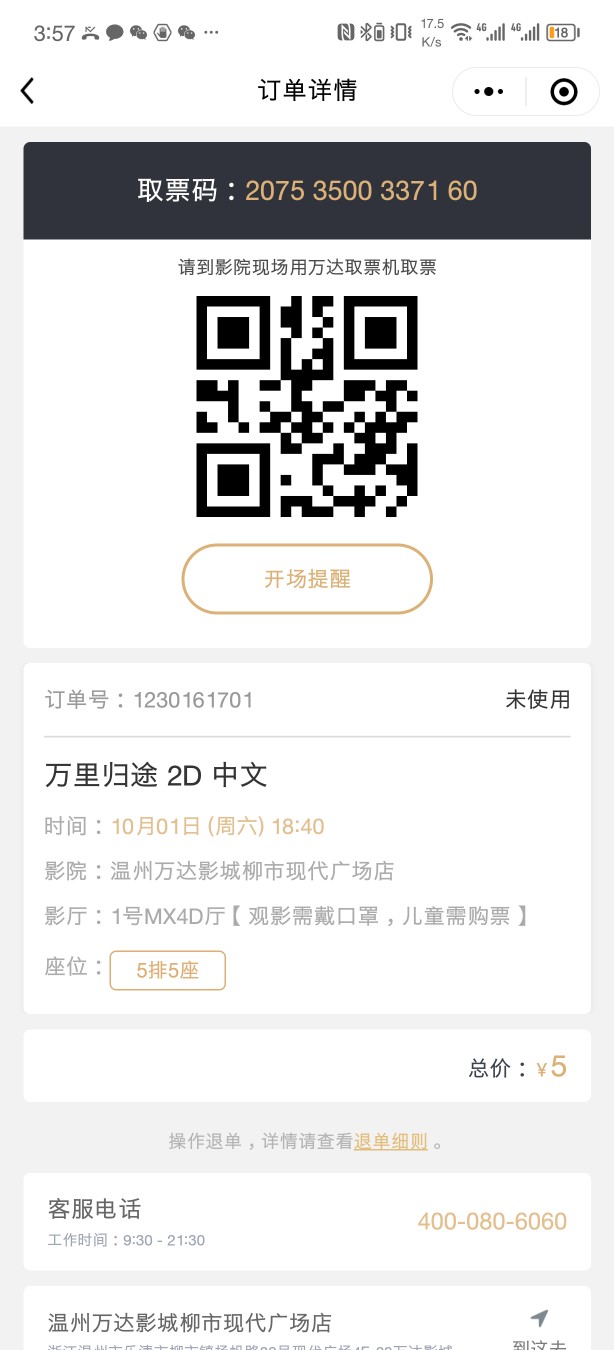 3:57
17.5
K/s
4G
4G
18
订单详情
取票码：2075 3500 3371 60
请到影院现场用万达取票机取票
开场提醒
订单号：1230161701
未使用
万里归途 2D 中文
时间：10月01日 (周六) 18:40
影院：温州万达影城柳市现代广场店
影厅：1号MX4D厅【 观影需戴口罩，儿童需购票 】
座位：
5排5座
总价：¥5
操作退单，详情请查看退单细则 。
客服电话
400-080-6060
工作时间：9:30 - 21:30
温州万达影城柳市现代广场店
到这去